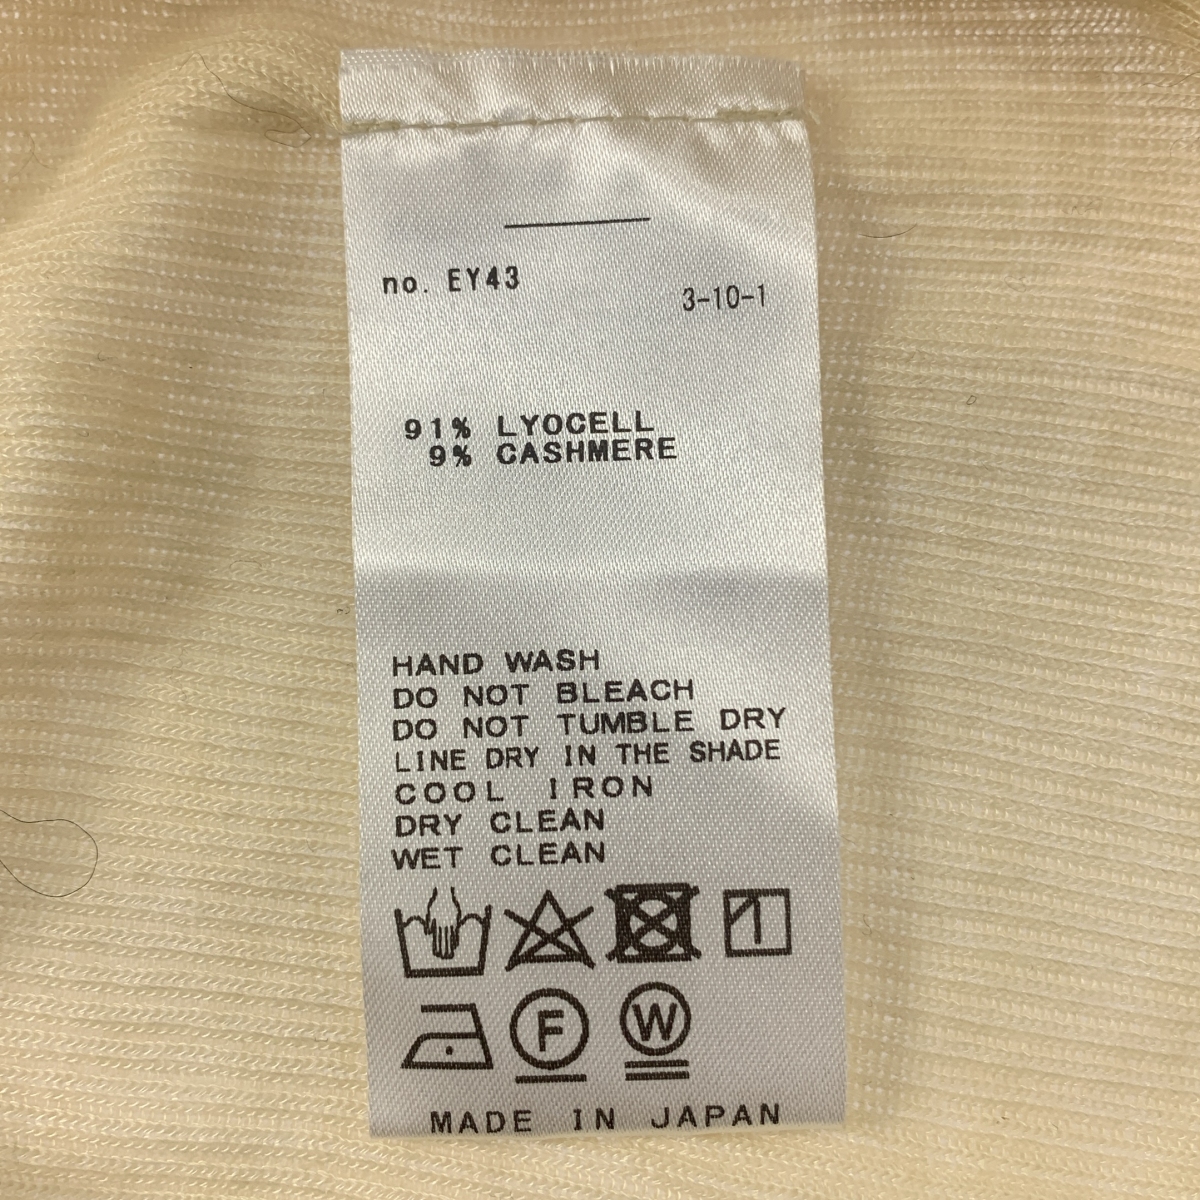 no. EY43
3-10-1
91% LYOCELL
9% CASHMERE
HAND WASH
DO NOT BLEACH
DO NOT TUMBLE DRY
LINE DRY IN THE SHADE
COOL IRON
DRY CLEAN
WET CLEAN
F W
MADE IN JAPAN